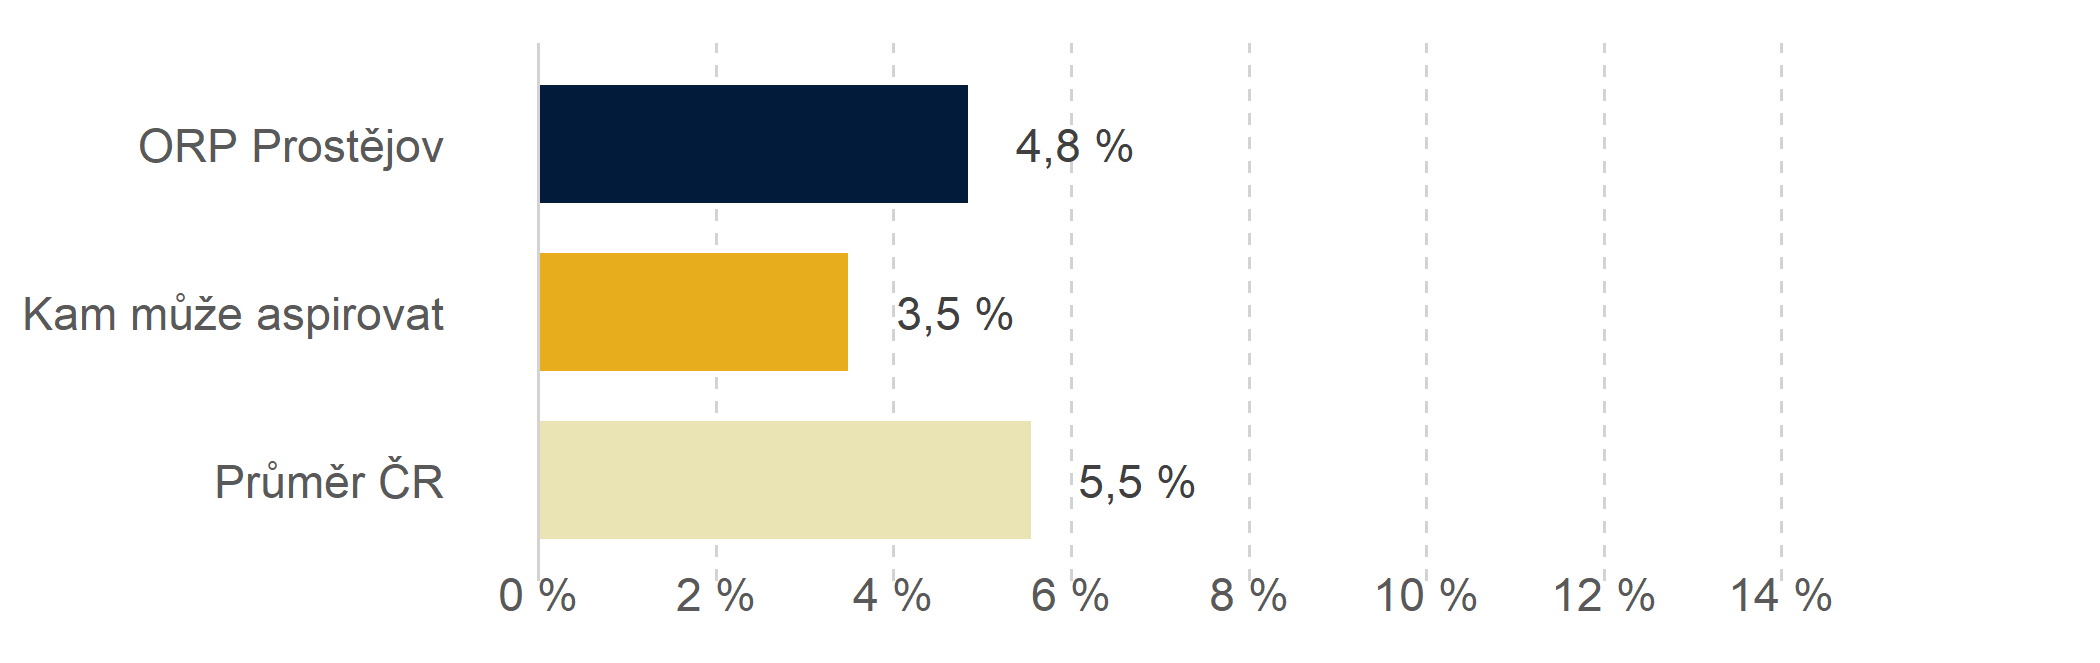 ORP Prostějov
4,8 %
Kam může aspirovat
3,5 %
Průměr ČR
5,5 %
0 % 2 % 4 % 6 % 8 % 10 % 12 % 14 %